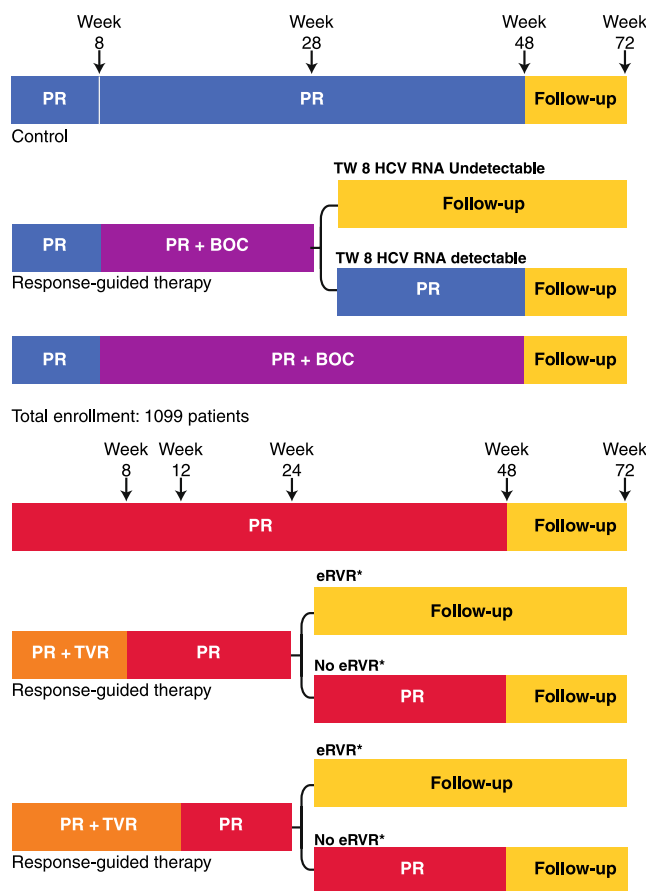 Week Week Week Week
8 28 48 72
PR PR Follow-up
Control
TW 8 HCV RNA Undetectable
Follow-up
PR PR + BOC
TW 8 HCV RNA detectable
Response-guided therapy
PR Follow-up
PR PR + BOC Follow-up
Total enrollment: 1099 patients
Week Week Week Week Week
8 12 24 48 72
PR Follow-up
eRVR*
Follow-up
PR + TVR PR
No eRVR*
Response-guided therapy
PR Follow-up
eRVR*
Follow-up
PR + TVR PR
No eRVR*
Response-guided therapy
PR Follow-up